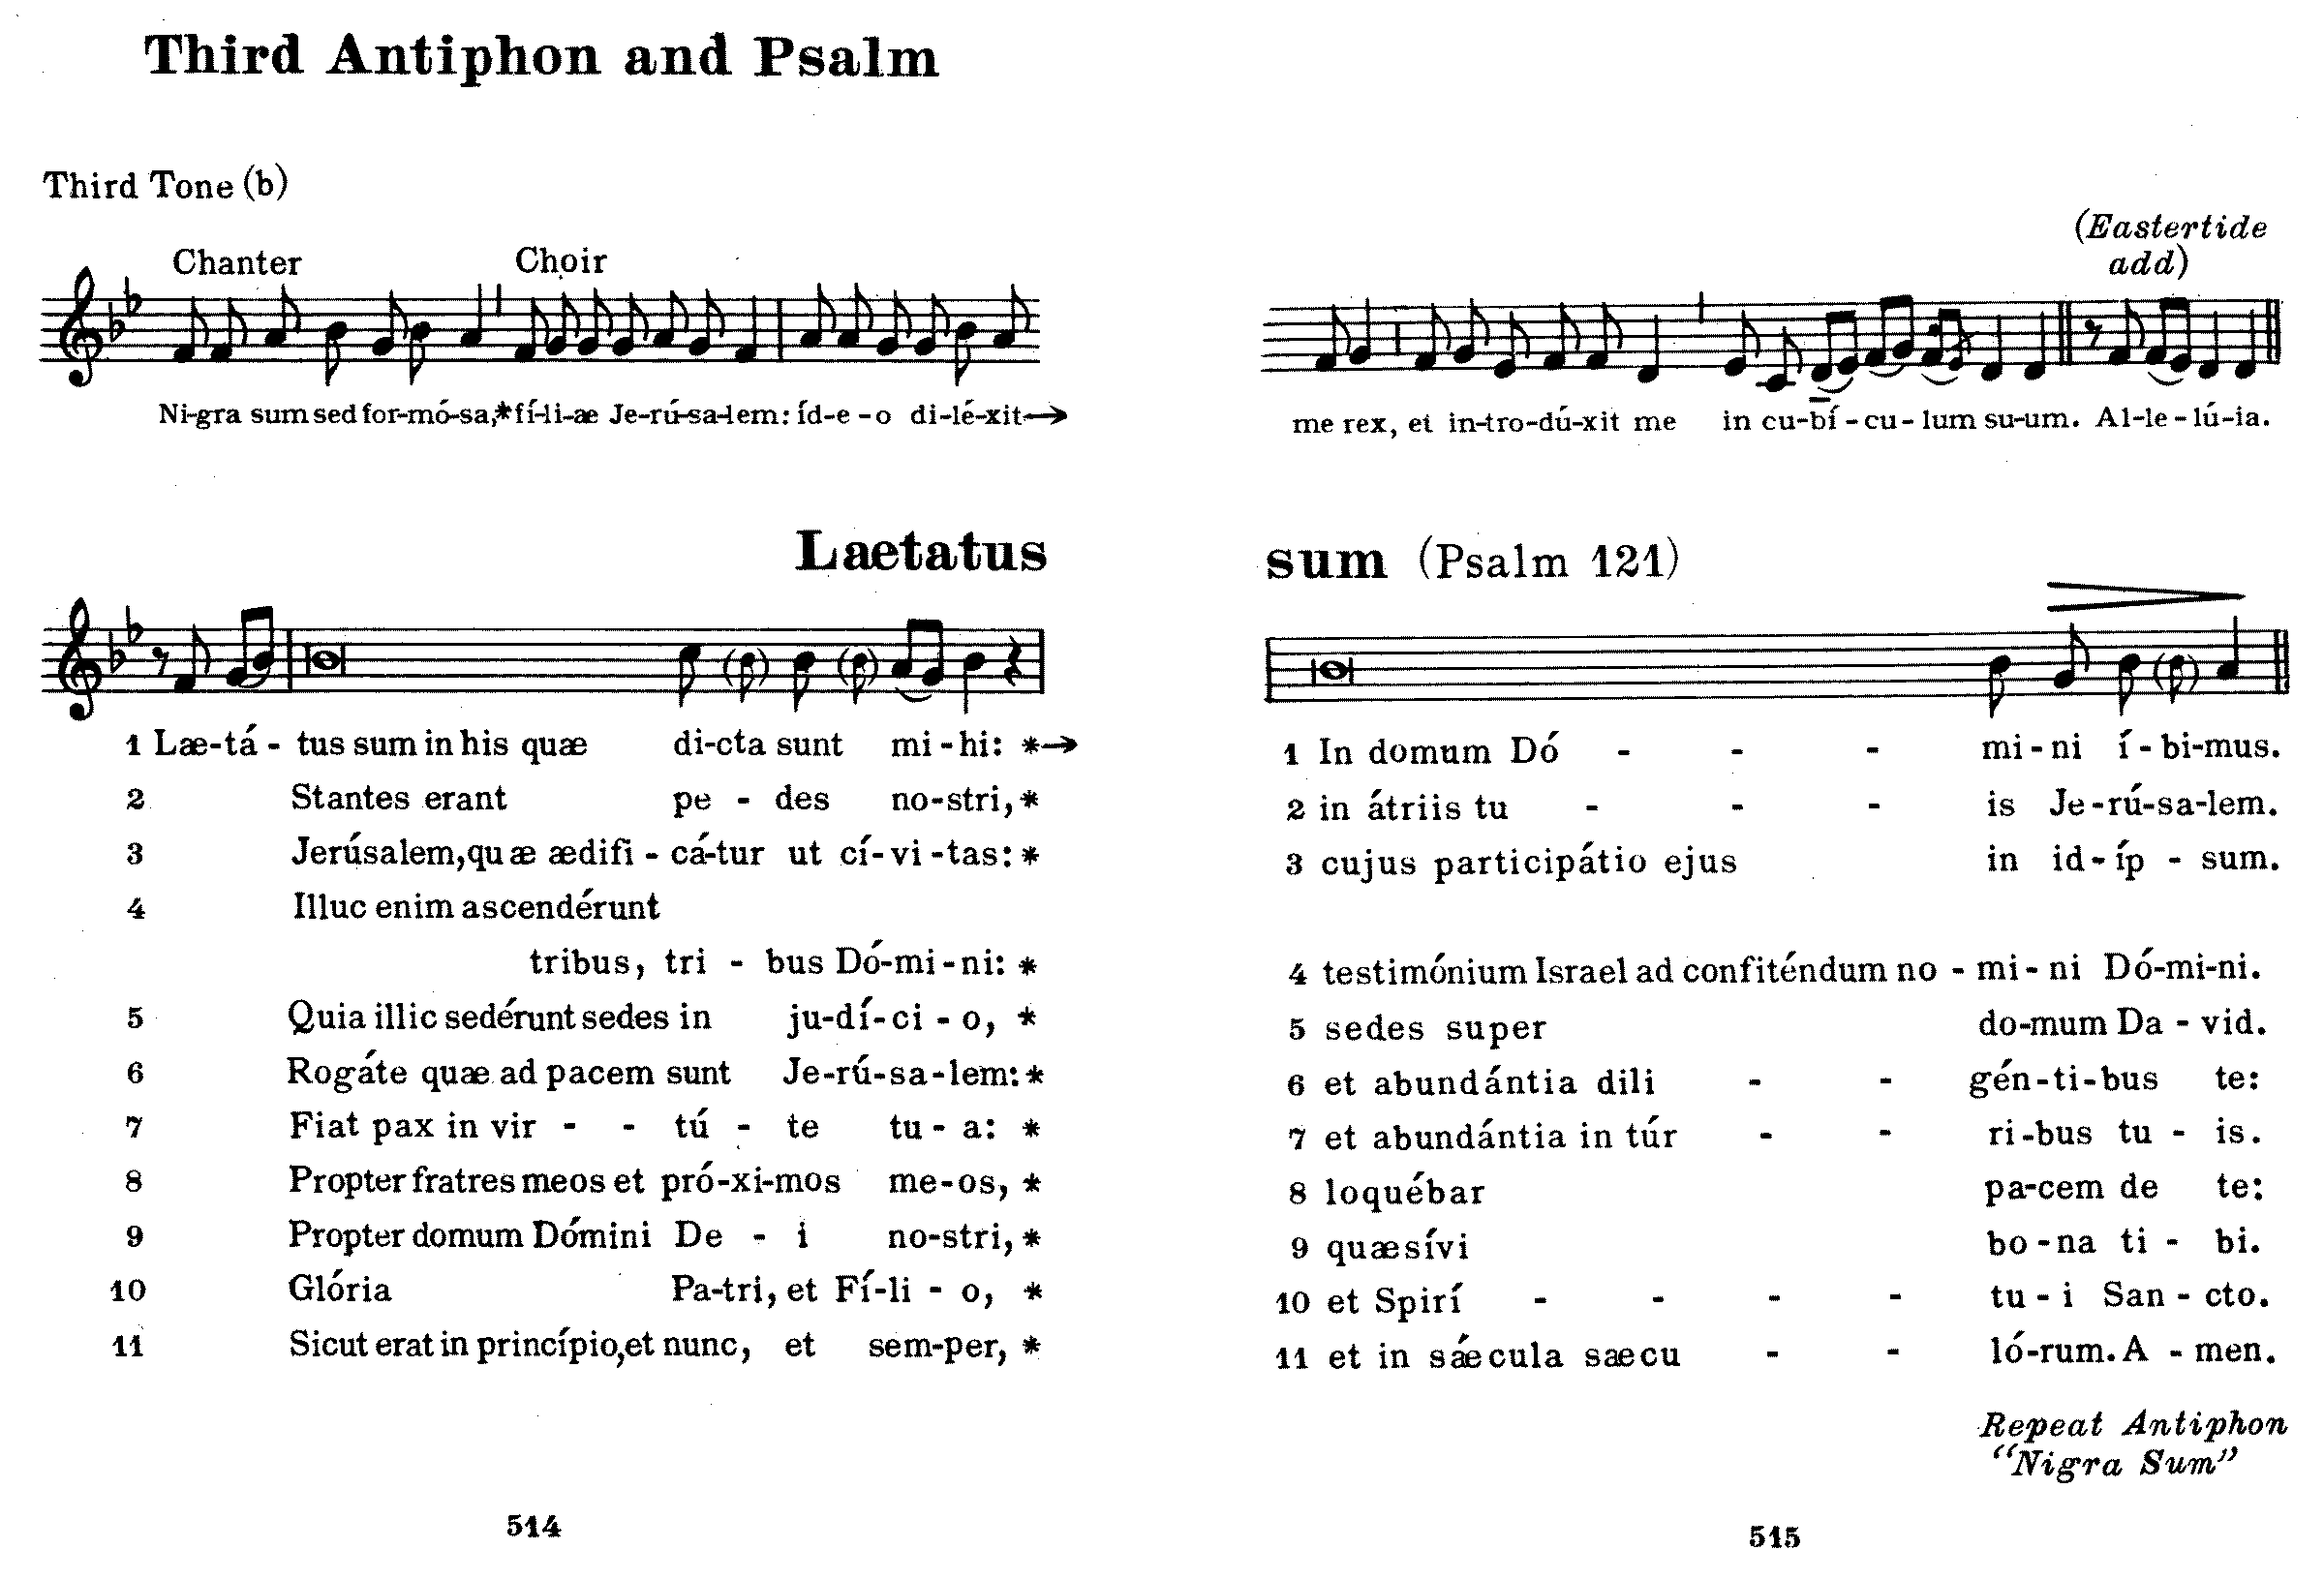 Third Antiphon and Psalm
Third Tone (b)
Chanter Choir
Ni-gra sum sed for-mó-sa,* fí-li-æ Je-rú-sa-lem: íd-e-o di-lé-xit→
Laetatus
1 Læ-tá - tus sum in his quæ di-cta sunt mi-hi: *→
2 Stantes erant pe - des no-stri, *
3 Jerúsalem, quæ ædifi - cá-tur ut cí-vi-tas: *
4 Illuc enim ascendérunt
tribus, tri - bus Dó-mi-ni: *
5 Quia illic sedérunt sedes in ju-dí-ci - o, *
6 Rogáte quæ ad pacem sunt Je-rú-sa-lem: *
7 Fiat pax in vir - - tú - te tu - a: *
8 Propter fratres meos et pró-xi-mos me-os, *
9 Propter domum Dómini De - i no-stri, *
10 Glória Pa-tri, et Fí-li - o, *
11 Sicut erat in princípio, et nunc, et sem-per, *
514
(Eastertide
add)
me rex, et in-tro-dú-xit me in cu-bí-cu-lum su-um. Al-le-lú-ia.
sum (Psalm 121)
1 In domum Dó - - - mi-ni í-bi-mus.
2 in átriis tu - - - is Je-rú-sa-lem.
3 cujus participátio ejus in id-íp - sum.
4 testimónium Israel ad confiténdum no - mi - ni Dó-mi-ni.
5 sedes super do-mum Da - vid.
6 et abundántia dili - - gén-ti-bus te:
7 et abundántia in túr - - ri-bus tu - is.
8 loquébar pa-cem de te:
9 quæsívi bo-na ti - bi.
10 et Spirí - - - - tu - i San - cto.
11 et in sǽcula sæcu - - ló-rum. A - men.
Repeat Antiphon
"Nigra Sum"
515